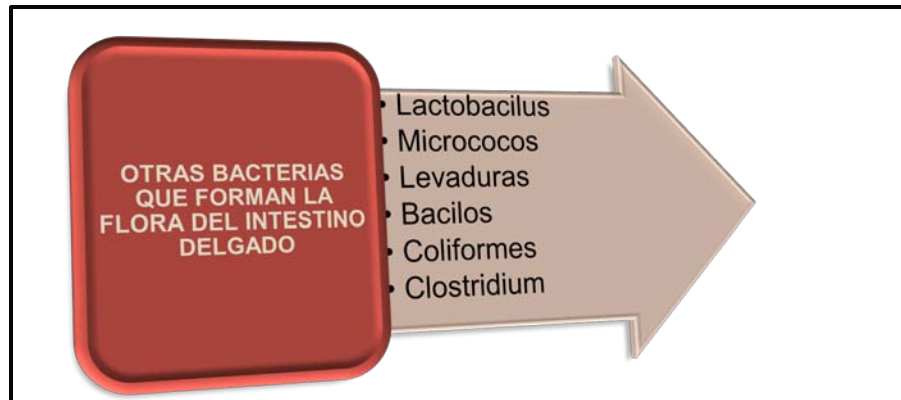 OTRAS BACTERIAS
QUE FORMAN LA
FLORA DEL INTESTINO
DELGADO
• Lactobacilus
• Micrococos
• Levaduras
• Bacilos
• Coliformes
• Clostridium